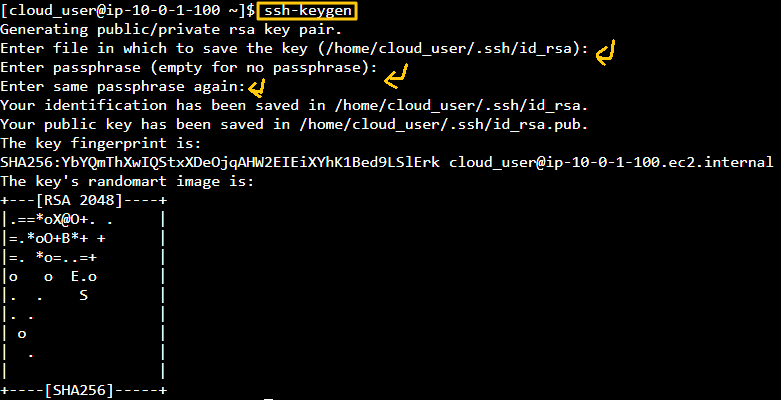 [cloud_user@ip-10-0-1-100 ~]$ ssh-keygen
Generating public/private rsa key pair.
Enter file in which to save the key (/home/cloud_user/.ssh/id_rsa):
Enter passphrase (empty for no passphrase):
Enter same passphrase again:
Your identification has been saved in /home/cloud_user/.ssh/id_rsa.
Your public key has been saved in /home/cloud_user/.ssh/id_rsa.pub.
The key fingerprint is:
SHA256:YbYQmThXwIQStxXDeOjqAHW2EIEiXYhK1Bed9LSlErk cloud_user@ip-10-0-1-100.ec2.internal
The key's randomart image is:
+---[RSA 2048]----+
|.==*oX@O+. .     |
|=.*oO+B*+ +      |
|=. *o=..=+       |
|o   o  E.o       |
|.  .    S        |
|. .              |
| o               |
|  .              |
|                 |
+----[SHA256]-----+